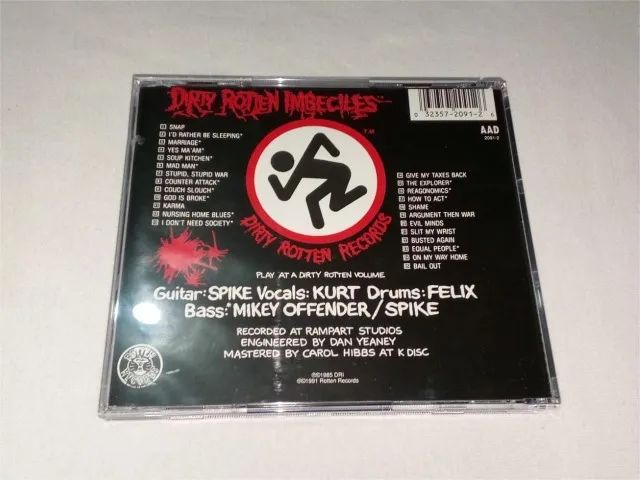 DIRTY ROTTEN IMBECILES™
0 32357-2091-2 6
AAD
2091-2
T.M.
SNAP
I'D RATHER BE SLEEPING*
MARRIAGE*
YES MA'AM*
SOUP KITCHEN*
MAD MAN*
STUPID, STUPID WAR
COUNTER ATTACK*
COUCH SLOUCH*
GOD IS BROKE*
KARMA
NURSING HOME BLUES*
I DON'T NEED SOCIETY*
GIVE MY TAXES BACK
THE EXPLORER*
REAGONOMICS*
HOW TO ACT*
SHAME
ARGUMENT THEN WAR
EVIL MINDS
SLIT MY WRIST
BUSTED AGAIN
EQUAL PEOPLE*
ON MY WAY HOME
BAIL OUT
DIRTY ROTTEN RECORDS
PLAY AT A DIRTY ROTTEN VOLUME
Guitar: SPIKE Vocals: KURT Drums: FELIX
Bass:* MIKEY OFFENDER/SPIKE
RECORDED AT RAMPART STUDIOS
ENGINEERED BY DAN YEANEY
MASTERED BY CAROL HIBBS AT K DISC
ROTTEN
RECORDS
℗©1985 DRI
℗©1991 Rotten Records